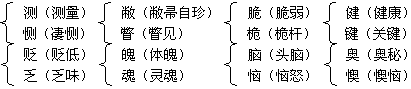 测（测量） 敝（敝帚自珍） 脆（脆弱） 健（健康）
恻（凄恻） 瞥（瞥见） 桅（桅杆） 键（关键）
贬（贬低） 魄（体魄） 脑（头脑） 奥（奥秘）
乏（乏味） 魂（灵魂） 恼（恼怒） 懊（懊恼）